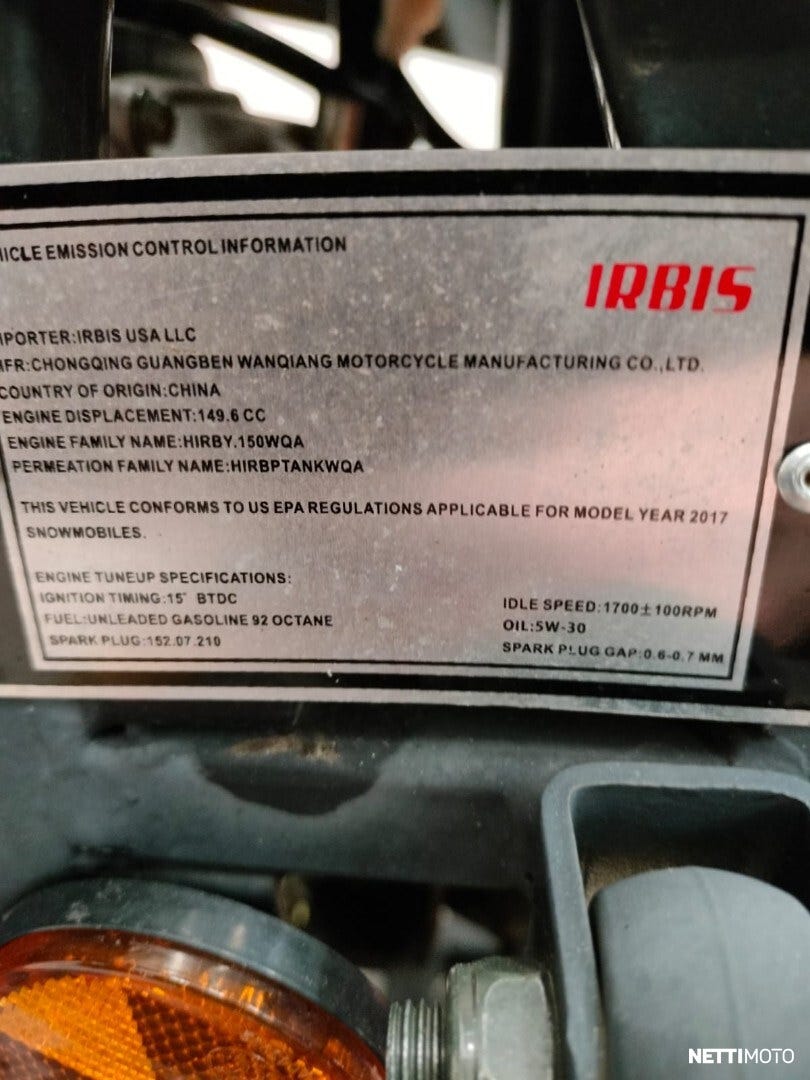 HICLE EMISSION CONTROL INFORMATION
IRBIS
PORTER:IRBIS USA LLC
FR:CHONGQING GUANGBEN WANQIANG MOTORCYCLE MANUFACTURING CO.,LTD.
COUNTRY OF ORIGIN:CHINA
ENGINE DISPLACEMENT:149.6 CC
ENGINE FAMILY NAME:HIRBY.150WQA
PERMEATION FAMILY NAME:HIRBPTANKWQA
THIS VEHICLE CONFORMS TO US EPA REGULATIONS APPLICABLE FOR MODEL YEAR 2017
SNOWMOBILES.
ENGINE TUNEUP SPECIFICATIONS:
IGNITION TIMING:15° BTDC
FUEL:UNLEADED GASOLINE 92 OCTANE
SPARK PLUG:152.07.210
IDLE SPEED:1700±100RPM
OIL:5W-30
SPARK PLUG GAP:0.6-0.7 MM
NETTIMOTO